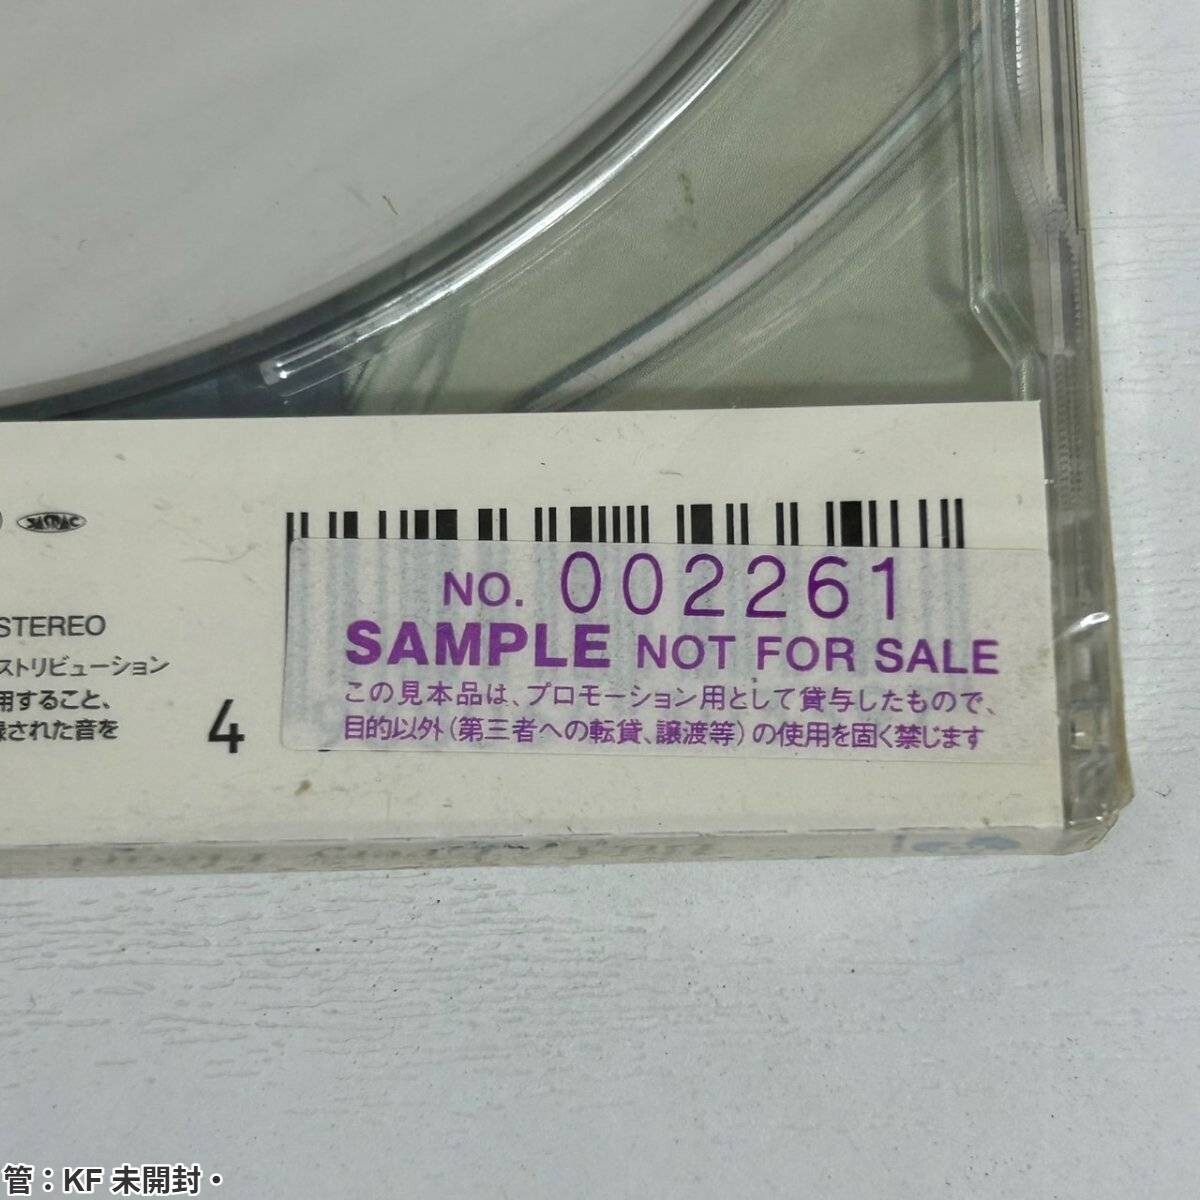 JASRAC
STEREO
ストリビューション
用すること、
録された音を
4
NO. 002261
SAMPLE NOT FOR SALE
この見本品は、プロモーション用として貸与したもので、
目的以外(第三者への転貸、譲渡等)の使用を固く禁じます
管：KF 未開封・